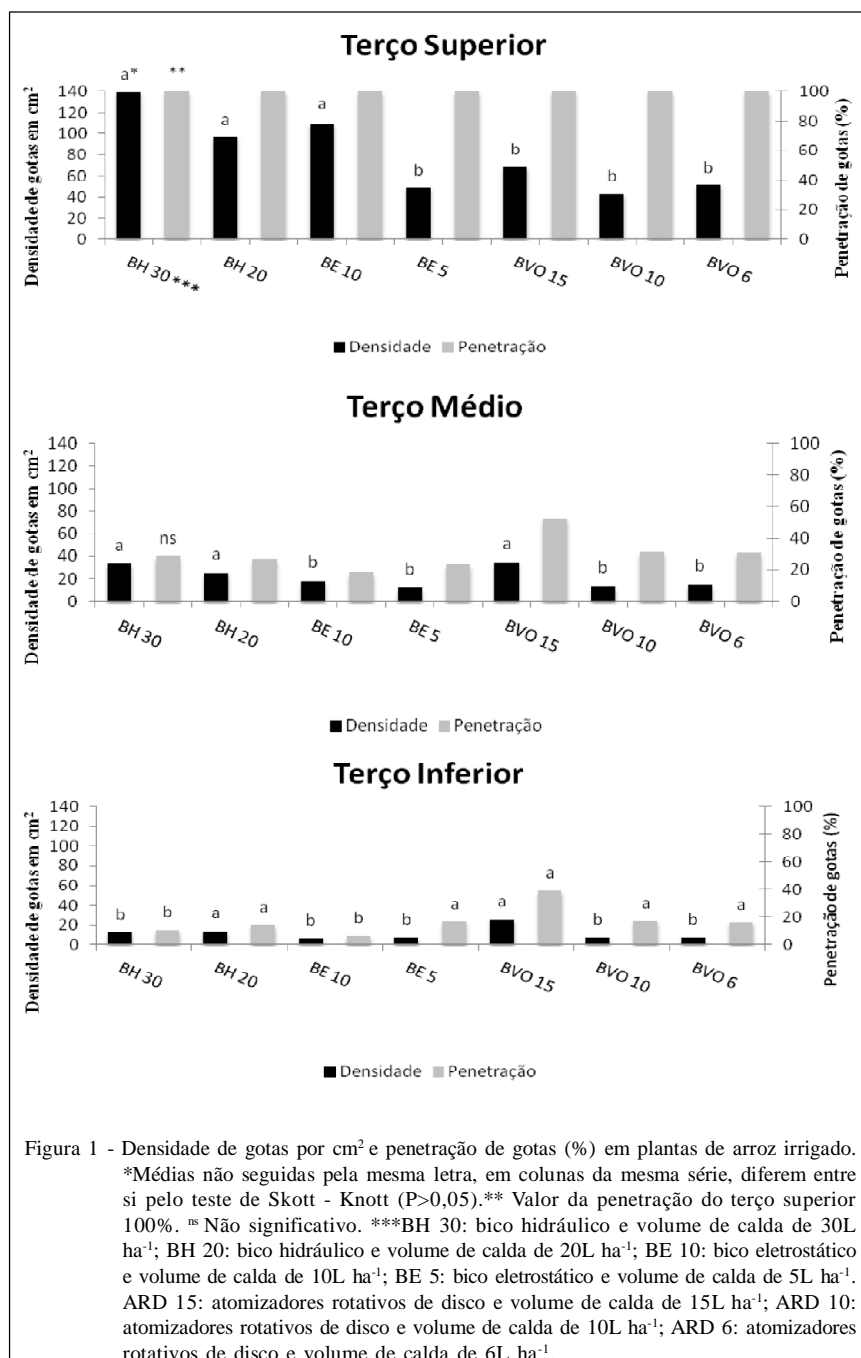 Terço Superior
a* ** a a b b b b
Densidade de gotas em cm²
140
120
100
80
60
40
20
0
100
80
60
40
20
0
Penetração de gotas (%)
BH 30*** BH 20 BE 10 BE 5 BVO 15 BVO 10 BVO 6
Densidade Penetração
Terço Médio
Densidade de gotas em cm²
140
120
100
80
60
40
20
0
a ns a b b a b b
100
80
60
40
20
0
Penetração de gotas (%)
BH 30 BH 20 BE 10 BE 5 BVO 15 BVO 10 BVO 6
Densidade Penetração
Terço Inferior
Densidade de gotas em cm²
140
120
100
80
60
40
20
0
b b a a b b b a a a b a b a
100
80
60
40
20
0
Penetração de gotas (%)
BH 30 BH 20 BE 10 BE 5 BVO 15 BVO 10 BVO 6
Densidade Penetração
Figura 1 - Densidade de gotas por cm² e penetração de gotas (%) em plantas de arroz irrigado.
*Médias não seguidas pela mesma letra, em colunas da mesma série, diferem entre
si pelo teste de Skott - Knott (P>0,05).** Valor da penetração do terço superior
100%. ns Não significativo. ***BH 30: bico hidráulico e volume de calda de 30L
ha-1; BH 20: bico hidráulico e volume de calda de 20L ha-1; BE 10: bico eletrostático
e volume de calda de 10L ha-1; BE 5: bico eletrostático e volume de calda de 5L ha-1.
ARD 15: atomizadores rotativos de disco e volume de calda de 15L ha-1; ARD 10:
atomizadores rotativos de disco e volume de calda de 10L ha-1; ARD 6: atomizadores
rotativos de disco e volume de calda de 6L ha-1